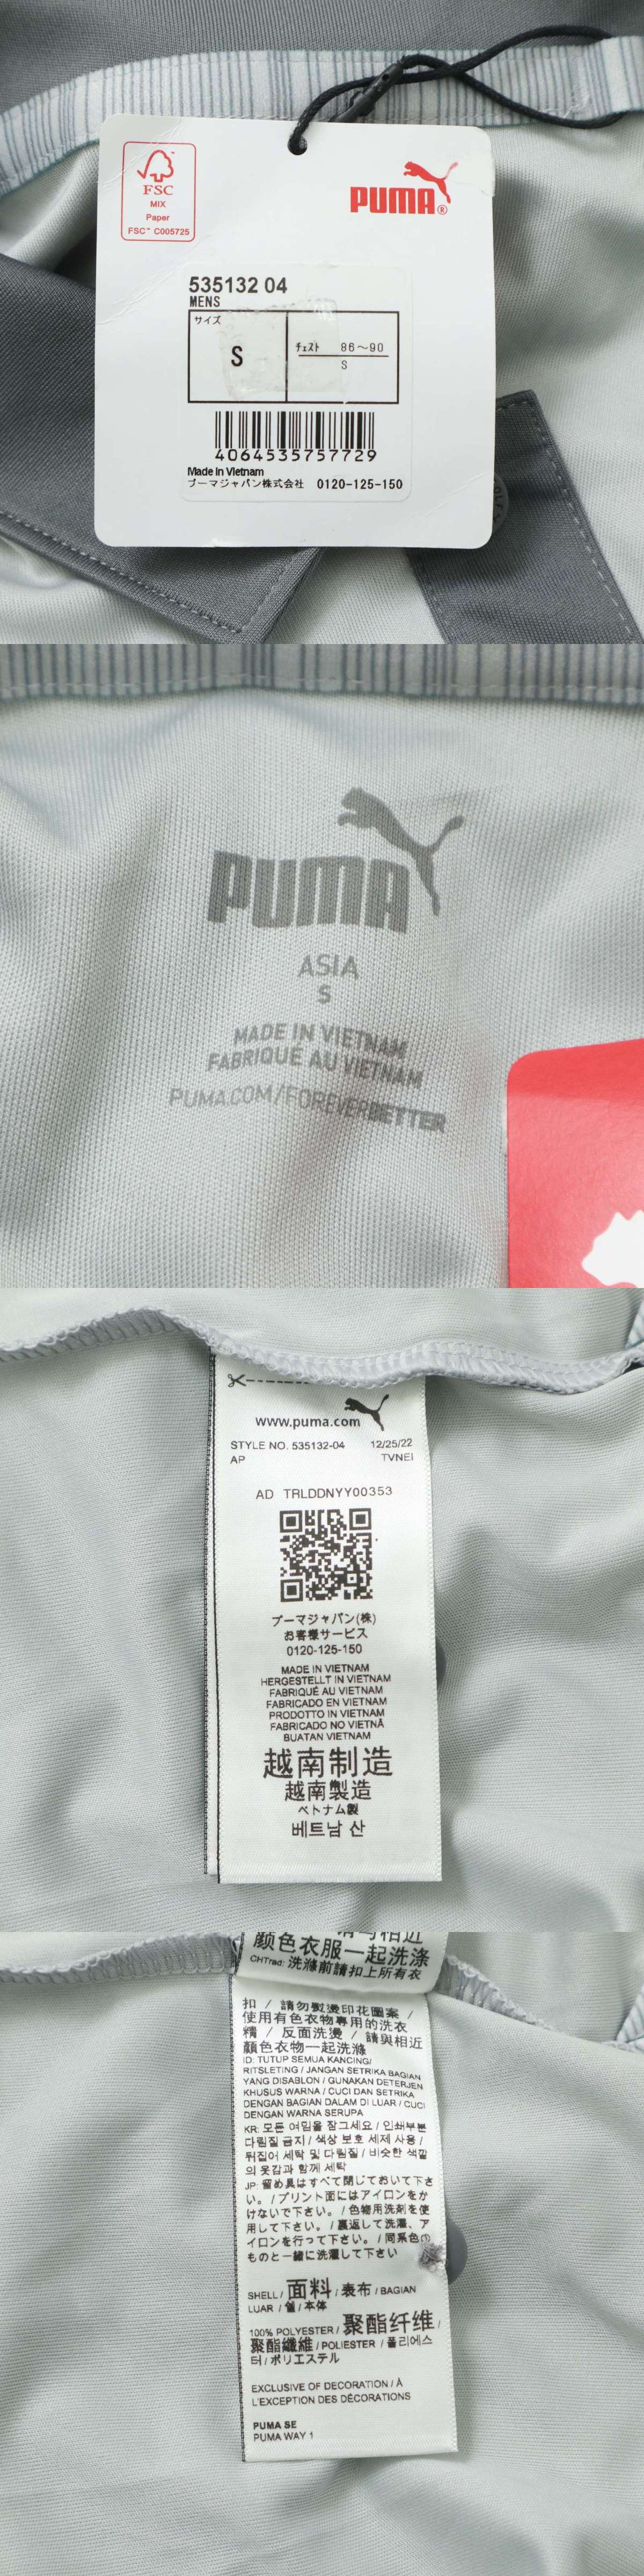 FSC
MIX
Paper
FSC™ C005725
PUMA®
535132 04
MENS
サイズ
S
チェスト 86～90
S
4064535757729
Made in Vietnam
プーマジャパン株式会社 0120-125-150
PUMA
ASIA
S
MADE IN VIETNAM
FABRIQUÉ AU VIETNAM
PUMA.COM/FOREVERBETTER
www.puma.com
STYLE NO. 535132-04 12/25/22
AP TVNEI
AD TRLDDNYY00353
プーマジャパン(株)
お客様サービス
0120-125-150
MADE IN VIETNAM
HERGESTELLT IN VIETNAM
FABRIQUÉ AU VIETNAM
FABRICADO EN VIETNAM
PRODOTTO IN VIETNAM
FABRICADO NO VIETNÃ
BUATAN VIETNAM
越南制造
越南製造
ベトナム製
베트남 산
颜色衣服一起洗涤
CHTrad: 洗滌前請扣上所有衣
扣 / 請勿熨燙印花圖案 /
使用有色衣物專用的洗衣
精 / 反面洗燙 / 請與相近
顏色衣物一起洗滌
ID: TUTUP SEMUA KANCING/
RITSLETING / JANGAN SETRIKA BAGIAN
YANG DISABLON / GUNAKAN DETERJEN
KHUSUS WARNA / CUCI DAN SETRIKA
DENGAN BAGIAN DALAM DI LUAR / CUCI
DENGAN WARNA SERUPA
KR: 모든 여밈을 잠그세요 / 인쇄부분
다림질 금지 / 색상 보호 세제 사용 /
뒤집어 세탁 및 다림질 / 비슷한 색깔
의 옷감과 함께 세탁
JP: 留め具はすべて閉じておいて下さ
い。 / プリント面にはアイロンをか
けないで下さい。 / 色物用洗剤を使
用して下さい。 / 裏返して洗濯、ア
イロンを行って下さい。 / 同系色の
ものと一緒に洗濯して下さい
SHELL / 面料 / 表布 / BAGIAN
LUAR / 겉 / 本体
100% POLYESTER / 聚酯纤维 /
聚酯纖維 / POLIESTER / 폴리에스
터 / ポリエステル
EXCLUSIVE OF DECORATION / À
L'EXCEPTION DES DÉCORATIONS
PUMA SE
PUMA WAY 1